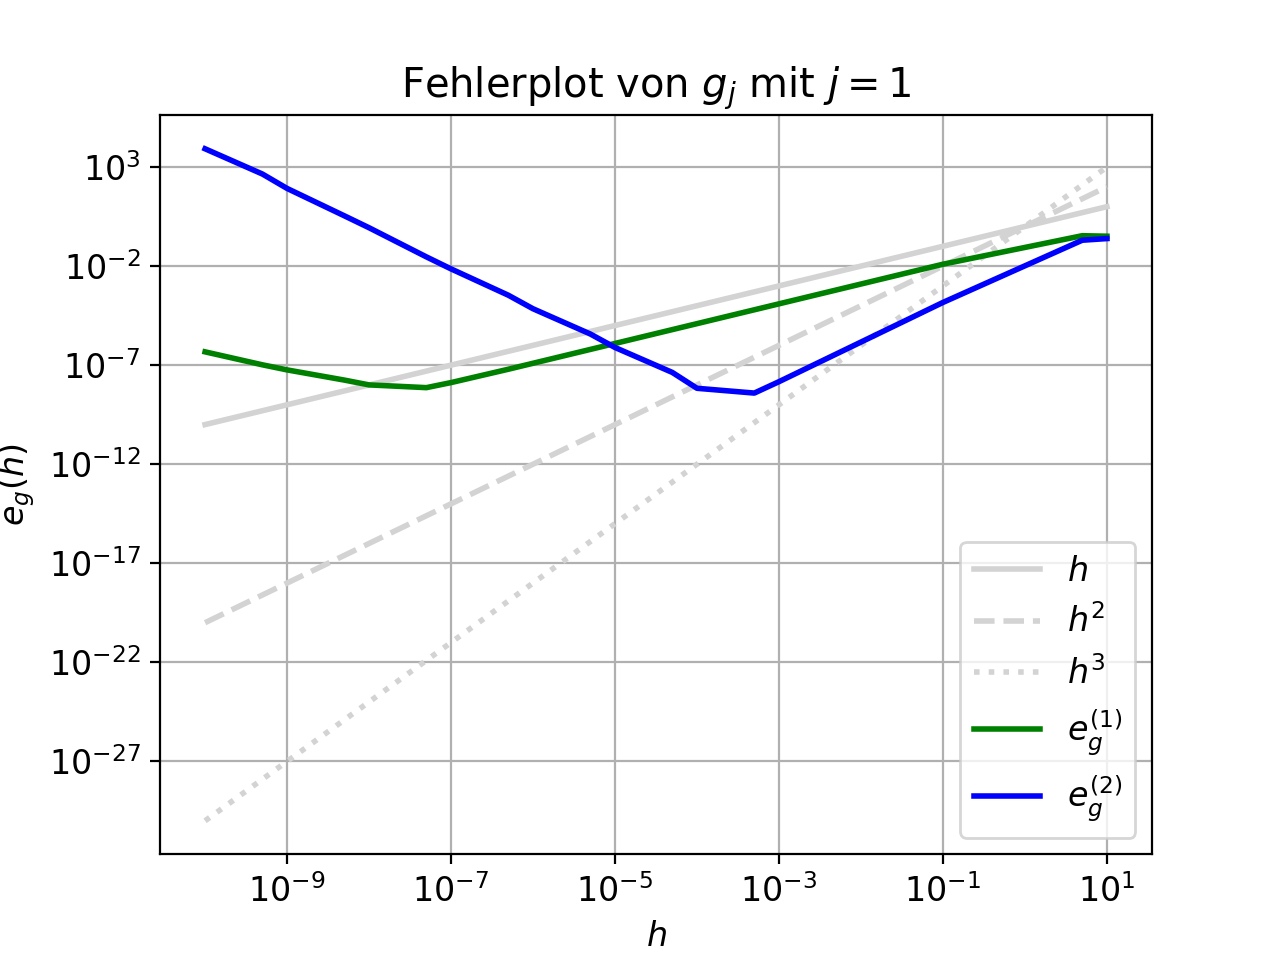 Fehlerplot von $g_j$ mit $j = 1$
$10^3$
$10^{-2}$
$10^{-7}$
$10^{-12}$
$10^{-17}$
$10^{-22}$
$10^{-27}$
$e_g(h)$
$h$
$h^2$
$h^3$
$e_g^{(1)}$
$e_g^{(2)}$
$10^{-9}$ $10^{-7}$ $10^{-5}$ $10^{-3}$ $10^{-1}$ $10^1$
$h$